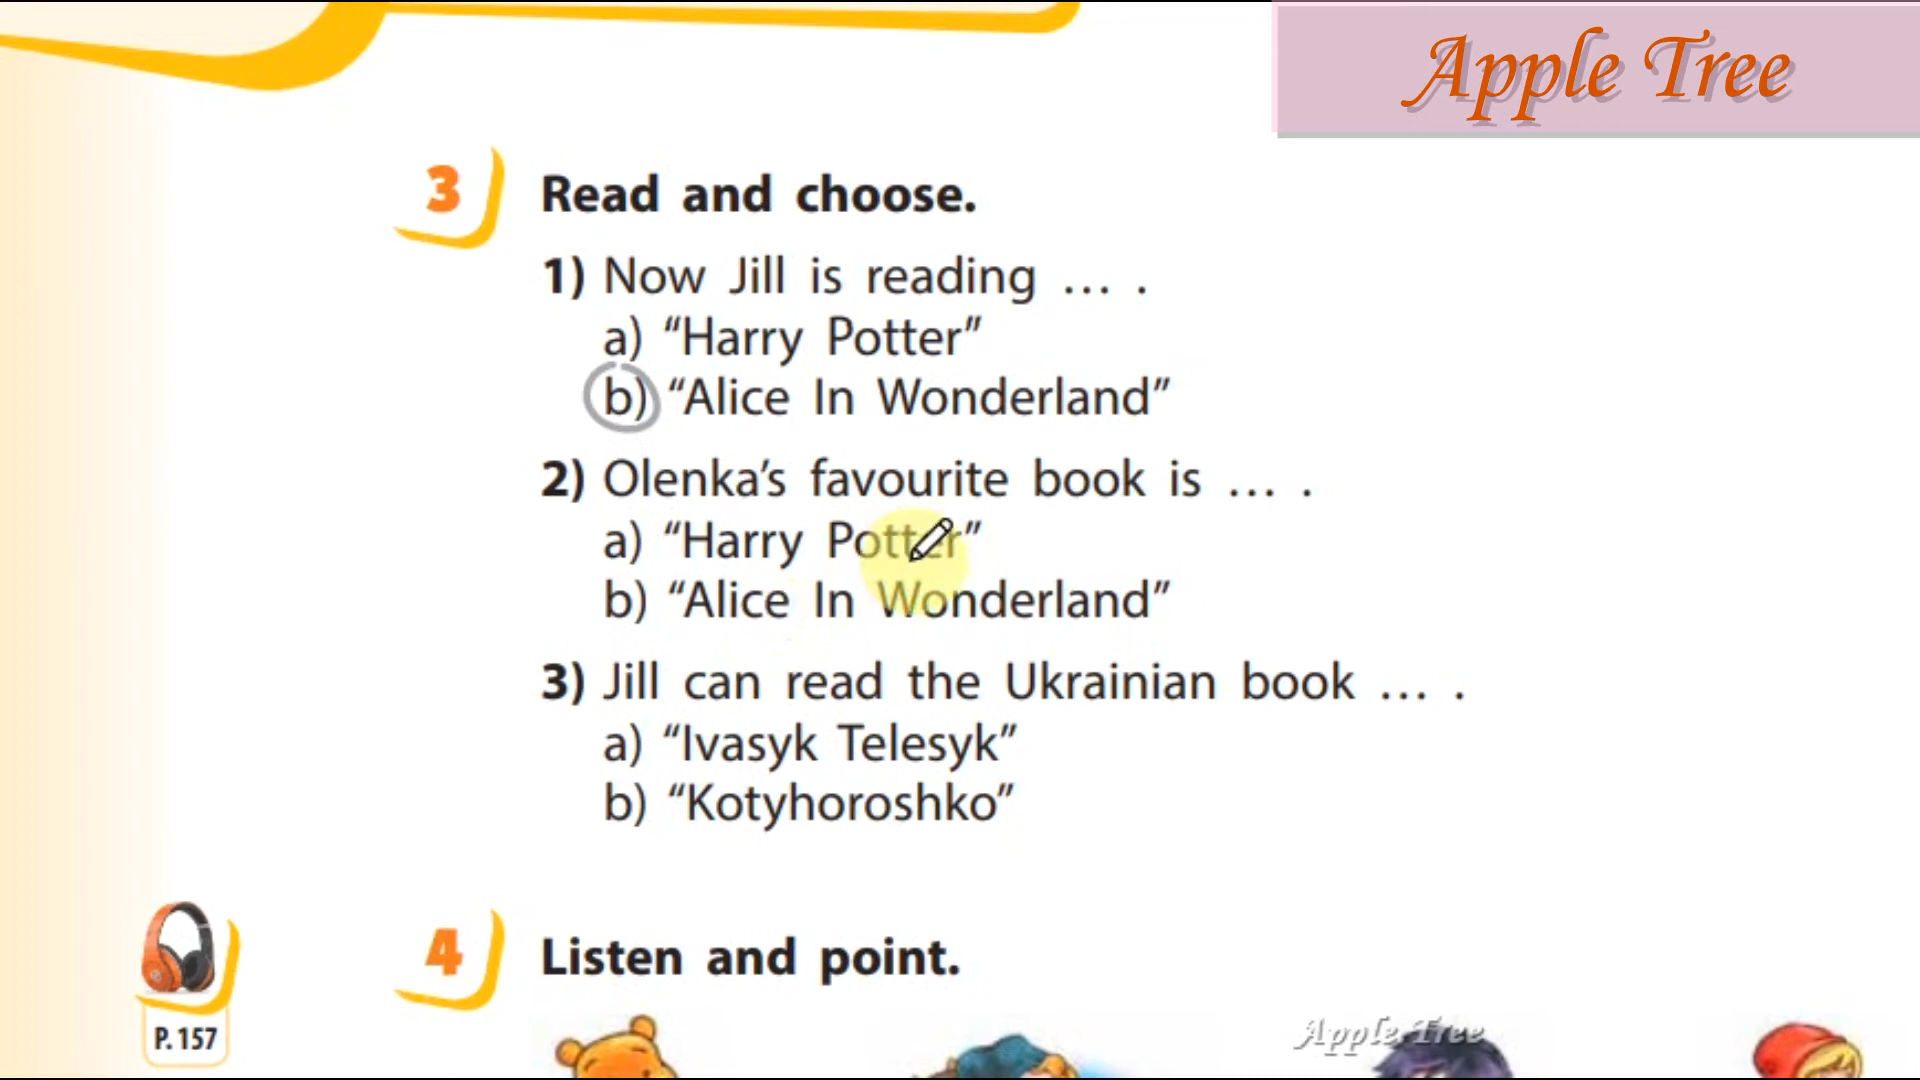 Apple Tree
3 Read and choose.
1) Now Jill is reading ... .
a) “Harry Potter”
b) “Alice In Wonderland”
2) Olenka’s favourite book is ... .
a) “Harry Potter”
b) “Alice In Wonderland”
3) Jill can read the Ukrainian book ... .
a) “Ivasyk Telesyk”
b) “Kotyhoroshko”
4 Listen and point.
P. 157
Apple Tree